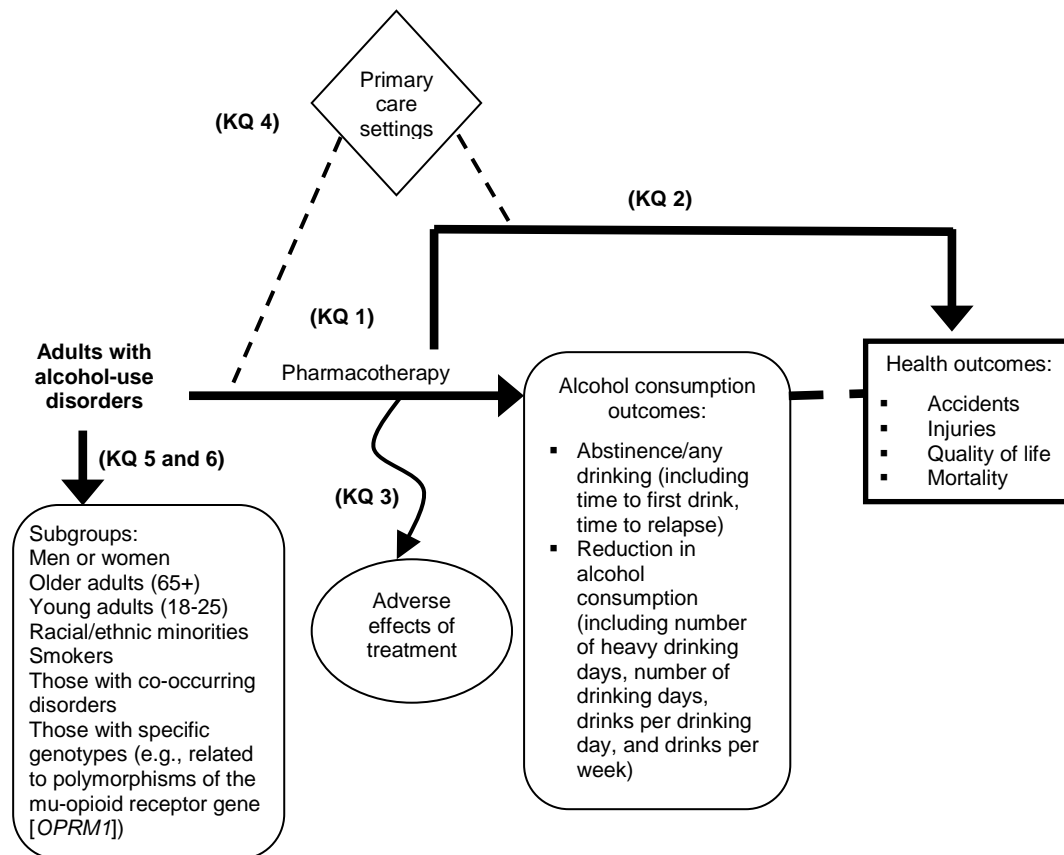 Primary
care
settings
(KQ 4)
(KQ 2)
(KQ 1)
Adults with
alcohol-use
disorders
Pharmacotherapy
(KQ 5 and 6)
(KQ 3)
Subgroups:
Men or women
Older adults (65+)
Young adults (18-25)
Racial/ethnic minorities
Smokers
Those with co-occurring
disorders
Those with specific
genotypes (e.g., related
to polymorphisms of the
mu-opioid receptor gene
[OPRM1])
Adverse
effects of
treatment
Alcohol consumption
outcomes:
▪ Abstinence/any
drinking (including
time to first drink,
time to relapse)
▪ Reduction in
alcohol
consumption
(including number
of heavy drinking
days, number of
drinking days,
drinks per drinking
day, and drinks per
week)
Health outcomes:
▪ Accidents
▪ Injuries
▪ Quality of life
▪ Mortality